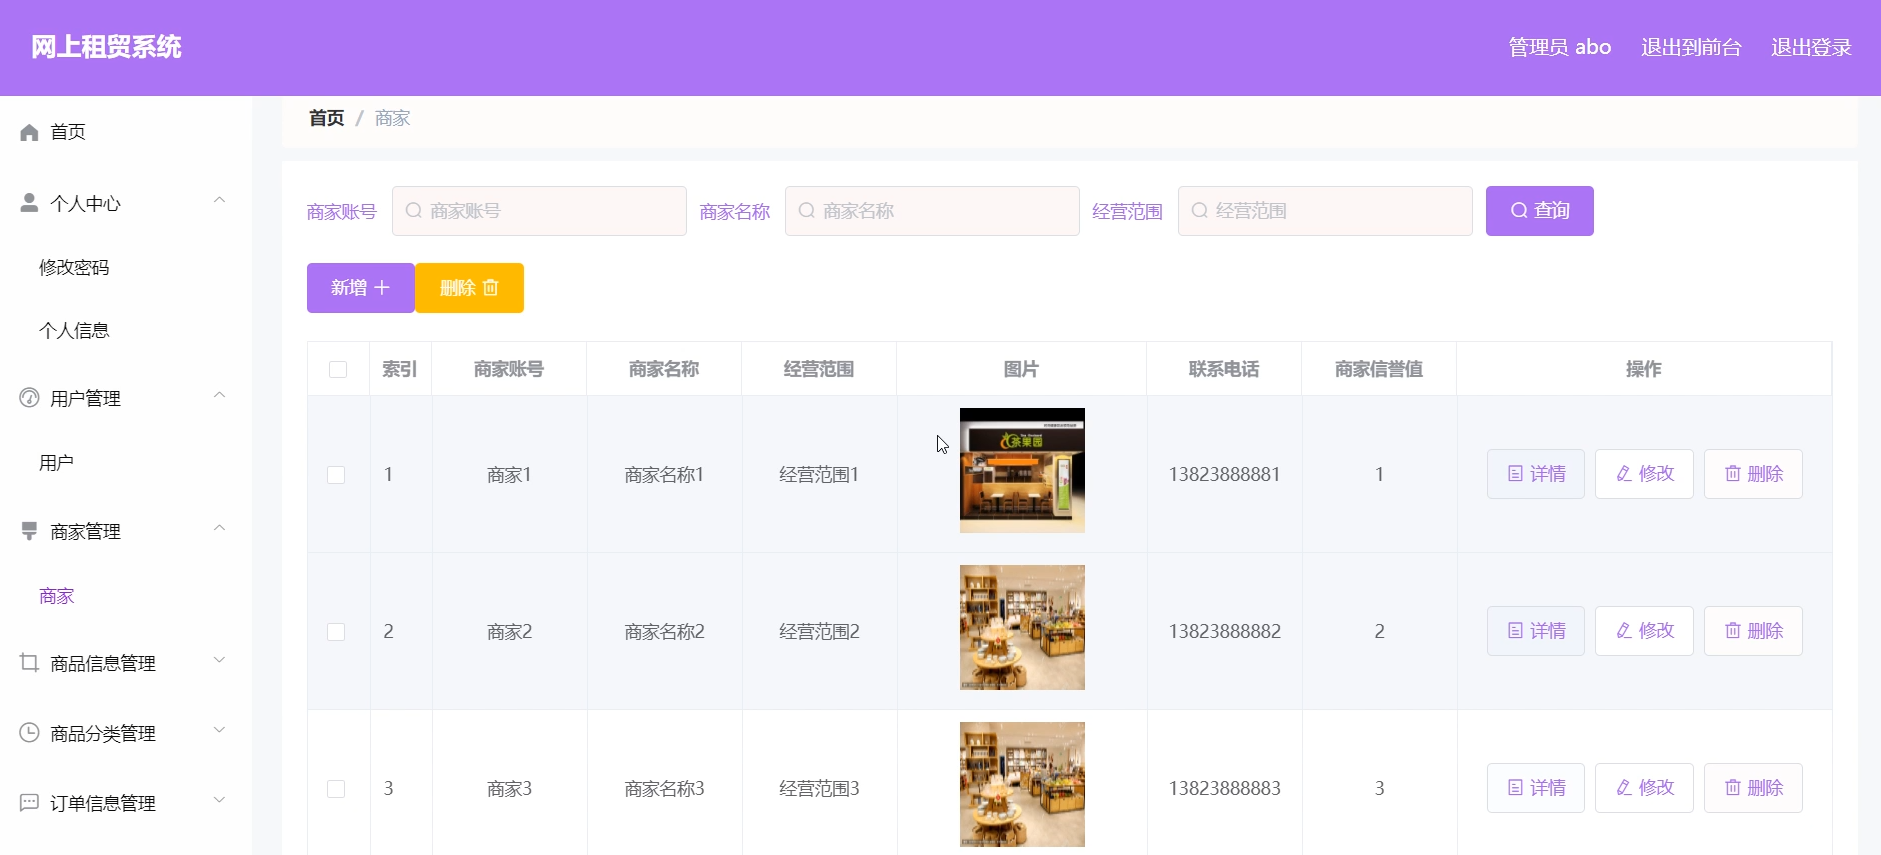 网上租贸系统
管理员 abo 退出到前台 退出登录
首页
个人中心
修改密码
个人信息
用户管理
用户
商家管理
商家
商品信息管理
商品分类管理
订单信息管理
首页 / 商家
商家账号 商家账号 商家名称 商家名称 经营范围 经营范围 查询
新增 删除
索引 商家账号 商家名称 经营范围 图片 联系电话 商家信誉值 操作
茶果园
1 商家1 商家名称1 经营范围1 13823888881 1 详情 修改 删除
2 商家2 商家名称2 经营范围2 13823888882 2 详情 修改 删除
3 商家3 商家名称3 经营范围3 13823888883 3 详情 修改 删除